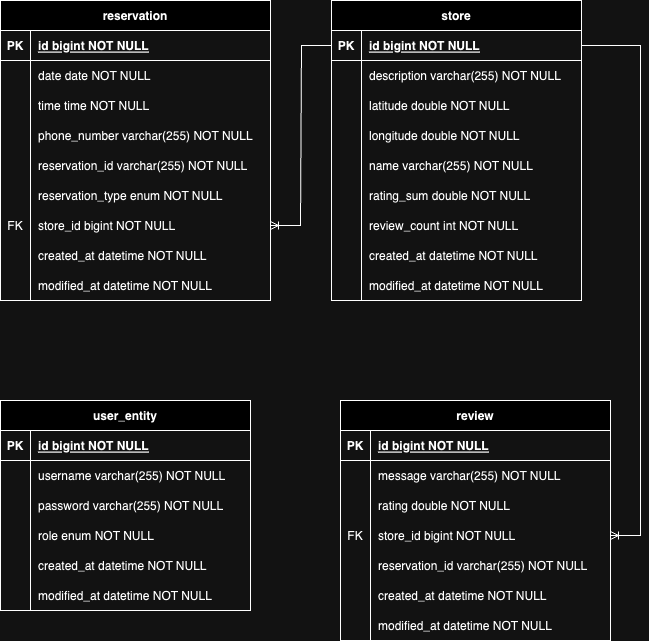 reservation
PK id bigint NOT NULL
date date NOT NULL
time time NOT NULL
phone_number varchar(255) NOT NULL
reservation_id varchar(255) NOT NULL
reservation_type enum NOT NULL
FK store_id bigint NOT NULL
created_at datetime NOT NULL
modified_at datetime NOT NULL
store
PK id bigint NOT NULL
description varchar(255) NOT NULL
latitude double NOT NULL
longitude double NOT NULL
name varchar(255) NOT NULL
rating_sum double NOT NULL
review_count int NOT NULL
created_at datetime NOT NULL
modified_at datetime NOT NULL
user_entity
PK id bigint NOT NULL
username varchar(255) NOT NULL
password varchar(255) NOT NULL
role enum NOT NULL
created_at datetime NOT NULL
modified_at datetime NOT NULL
review
PK id bigint NOT NULL
message varchar(255) NOT NULL
rating double NOT NULL
FK store_id bigint NOT NULL
reservation_id varchar(255) NOT NULL
created_at datetime NOT NULL
modified_at datetime NOT NULL